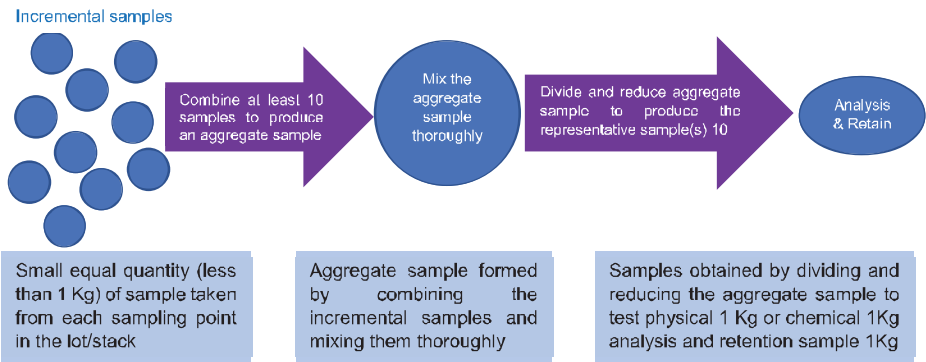 Incremental samples
Combine at least 10
samples to produce
an aggregate sample
Mix the
aggregate
sample
thoroughly
Divide and reduce aggregate
sample to produce the
representative sample(s) 10
Analysis
& Retain
Small equal quantity (less
than 1 Kg) of sample taken
from each sampling point
in the lot/stack
Aggregate sample formed
by combining the
incremental samples and
mixing them thoroughly
Samples obtained by dividing and
reducing the aggregate sample to
test physical 1 Kg or chemical 1Kg
analysis and retention sample 1Kg